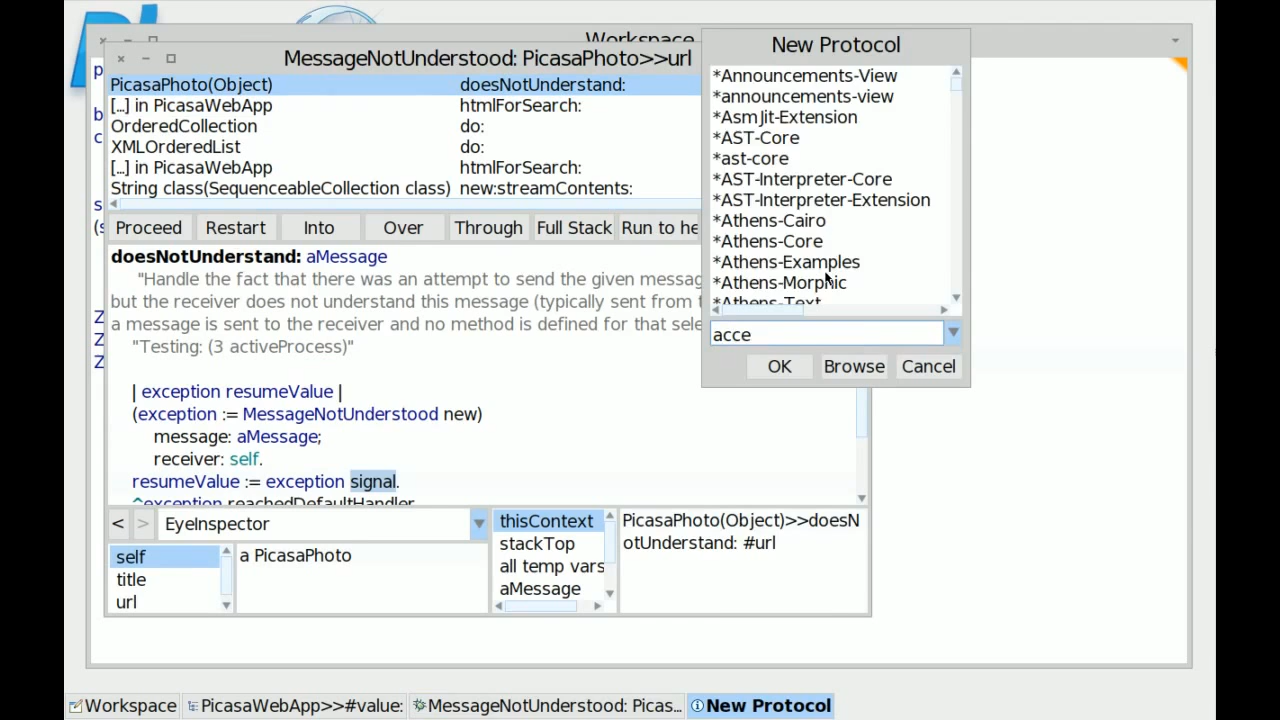 Workspace
MessageNotUnderstood: PicasaPhoto>>url
PicasaPhoto(Object) doesNotUnderstand:
[..] in PicasaWebApp htmlForSearch:
OrderedCollection do:
XMLOrderedList do:
[..] in PicasaWebApp htmlForSearch:
String class(SequenceableCollection class) new:streamContents:
Proceed Restart Into Over Through Full Stack Run to he
doesNotUnderstand: aMessage
"Handle the fact that there was an attempt to send the given messag
but the receiver does not understand this message (typically sent from t
a message is sent to the receiver and no method is defined for that sele
"Testing: (3 activeProcess)"
| exception resumeValue |
(exception := MessageNotUnderstood new)
message: aMessage;
receiver: self.
resumeValue := exception signal.
^exception reachedDefaultHandler
< > EyeInspector
self
title
url
a PicasaPhoto
thisContext
stackTop
all temp vars
aMessage
PicasaPhoto(Object)>>doesN
otUnderstand: #url
New Protocol
*Announcements-View
*announcements-view
*AsmJit-Extension
*AST-Core
*ast-core
*AST-Interpreter-Core
*AST-Interpreter-Extension
*Athens-Cairo
*Athens-Core
*Athens-Examples
*Athens-Morphic
*Athens-Text
acce
OK Browse Cancel
p
b
c
s
(s
Z
Z
Z
Workspace PicasaWebApp>>#value: MessageNotUnderstood: Picas... New Protocol